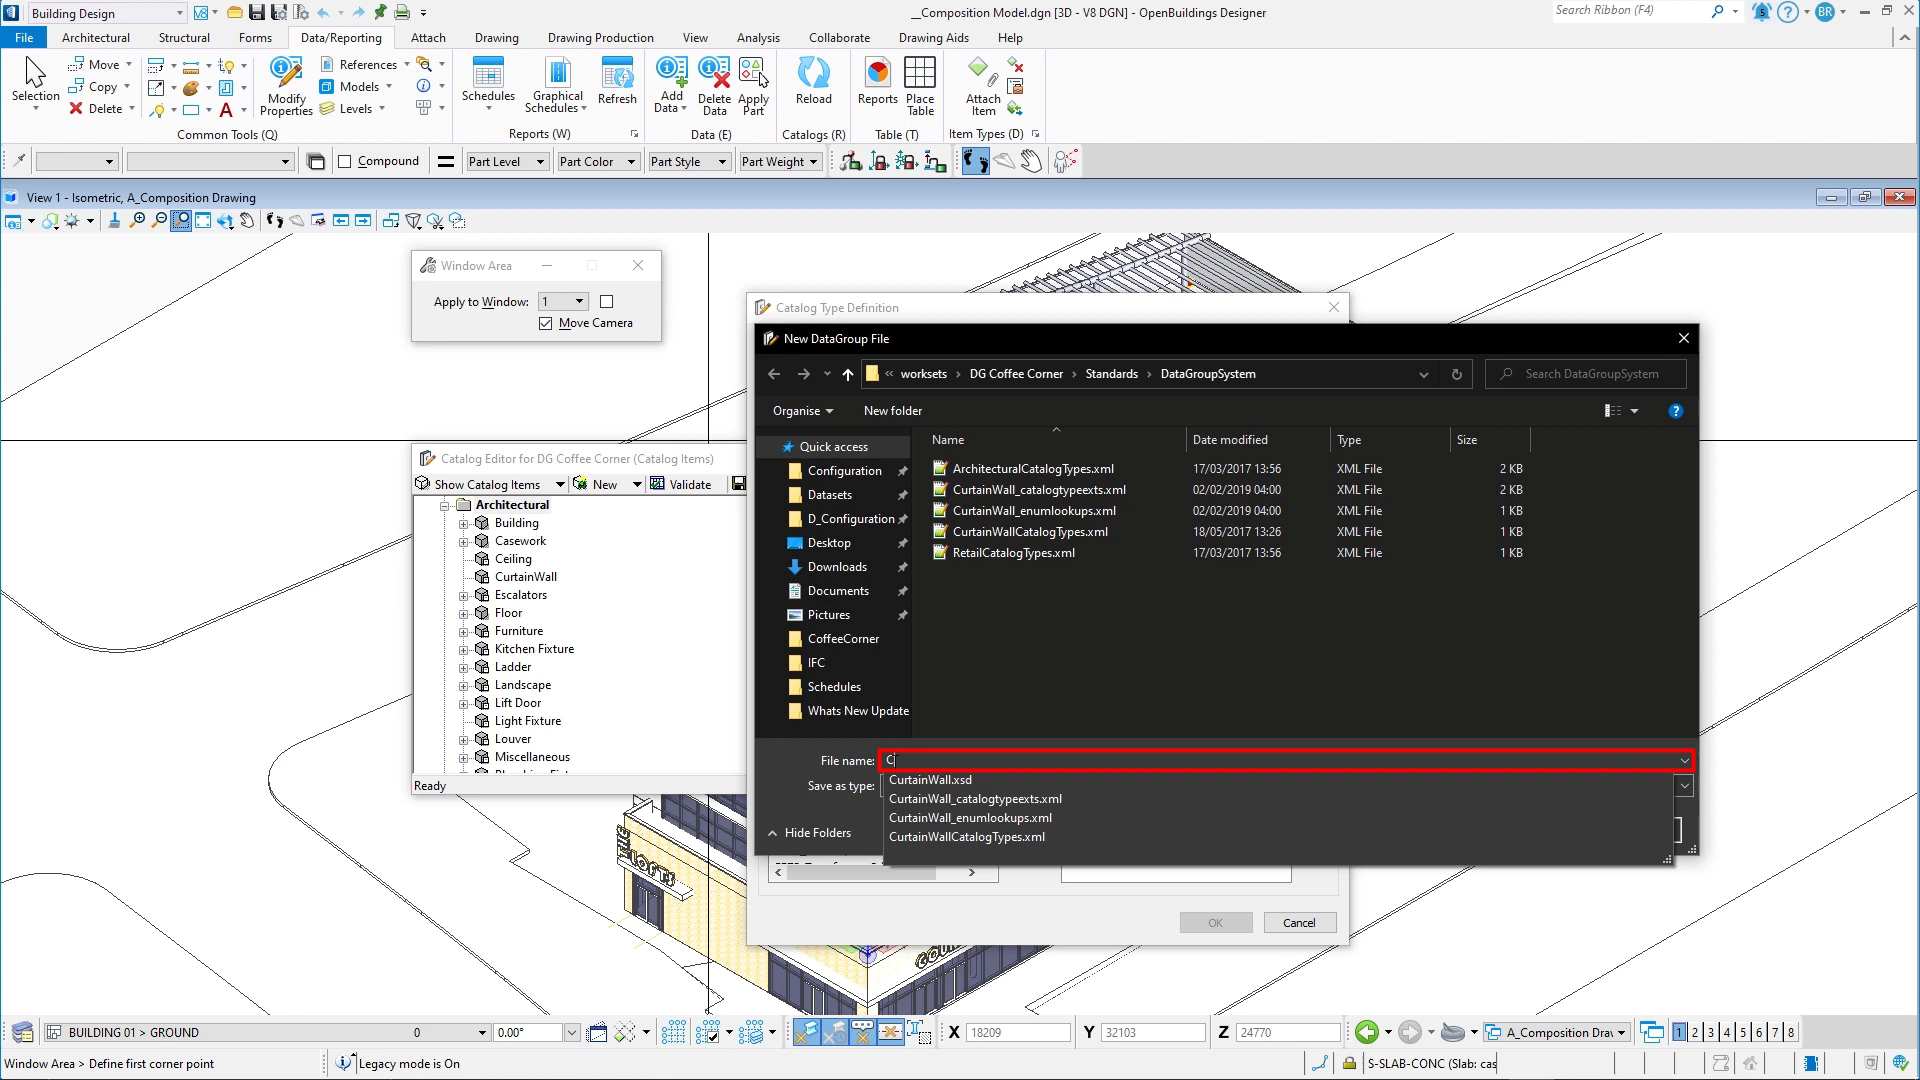 Building Design
__Composition Model.dgn [3D - V8 DGN] - OpenBuildings Designer
Search Ribbon (F4)
BR
File Architectural Structural Forms Data/Reporting Attach Drawing Drawing Production View Analysis Collaborate Drawing Aids Help
Selection
Move
Copy
Delete
Modify Properties
References
Models
Levels
Common Tools (Q)
Schedules
Graphical Schedules
Refresh
Reports (W)
Add Data
Delete Data
Apply Part
Data (E)
Reload
Catalogs (R)
Reports
Place Table
Table (T)
Attach Item
Item Types (D)
Compound
Part Level
Part Color
Part Style
Part Weight
View 1 - Isometric, A_Composition Drawing
Window Area
Apply to Window: 1
Move Camera
Catalog Editor for DG Coffee Corner (Catalog Items)
Show Catalog Items New Validate
Architectural
Building
Casework
Ceiling
CurtainWall
Escalators
Floor
Furniture
Kitchen Fixture
Ladder
Landscape
Lift Door
Light Fixture
Louver
Miscellaneous
Ready
Catalog Type Definition
New DataGroup File
« worksets › DG Coffee Corner › Standards › DataGroupSystem
Search DataGroupSystem
Organise New folder
Quick access
Configuration
Datasets
D_Configuration
Desktop
Downloads
Documents
Pictures
CoffeeCorner
IFC
Schedules
Whats New Update
Name Date modified Type Size
ArchitecturalCatalogTypes.xml 17/03/2017 13:56 XML File 2 KB
CurtainWall_catalogtypeexts.xml 02/02/2019 04:00 XML File 2 KB
CurtainWall_enumlookups.xml 02/02/2019 04:00 XML File 1 KB
CurtainWallCatalogTypes.xml 18/05/2017 13:26 XML File 1 KB
RetailCatalogTypes.xml 17/03/2017 13:56 XML File 1 KB
File name: C
Save as type:
CurtainWall.xsd
CurtainWall_catalogtypeexts.xml
CurtainWall_enumlookups.xml
CurtainWallCatalogTypes.xml
Hide Folders
OK Cancel
THE LOFTS
BUILDING 01 > GROUND 0 0.00°
X 18209 Y 32103 Z 24770
A_Composition Drav
1 2 3 4 5 6 7 8
Window Area > Define first corner point
Legacy mode is On
S-SLAB-CONC (Slab: cas